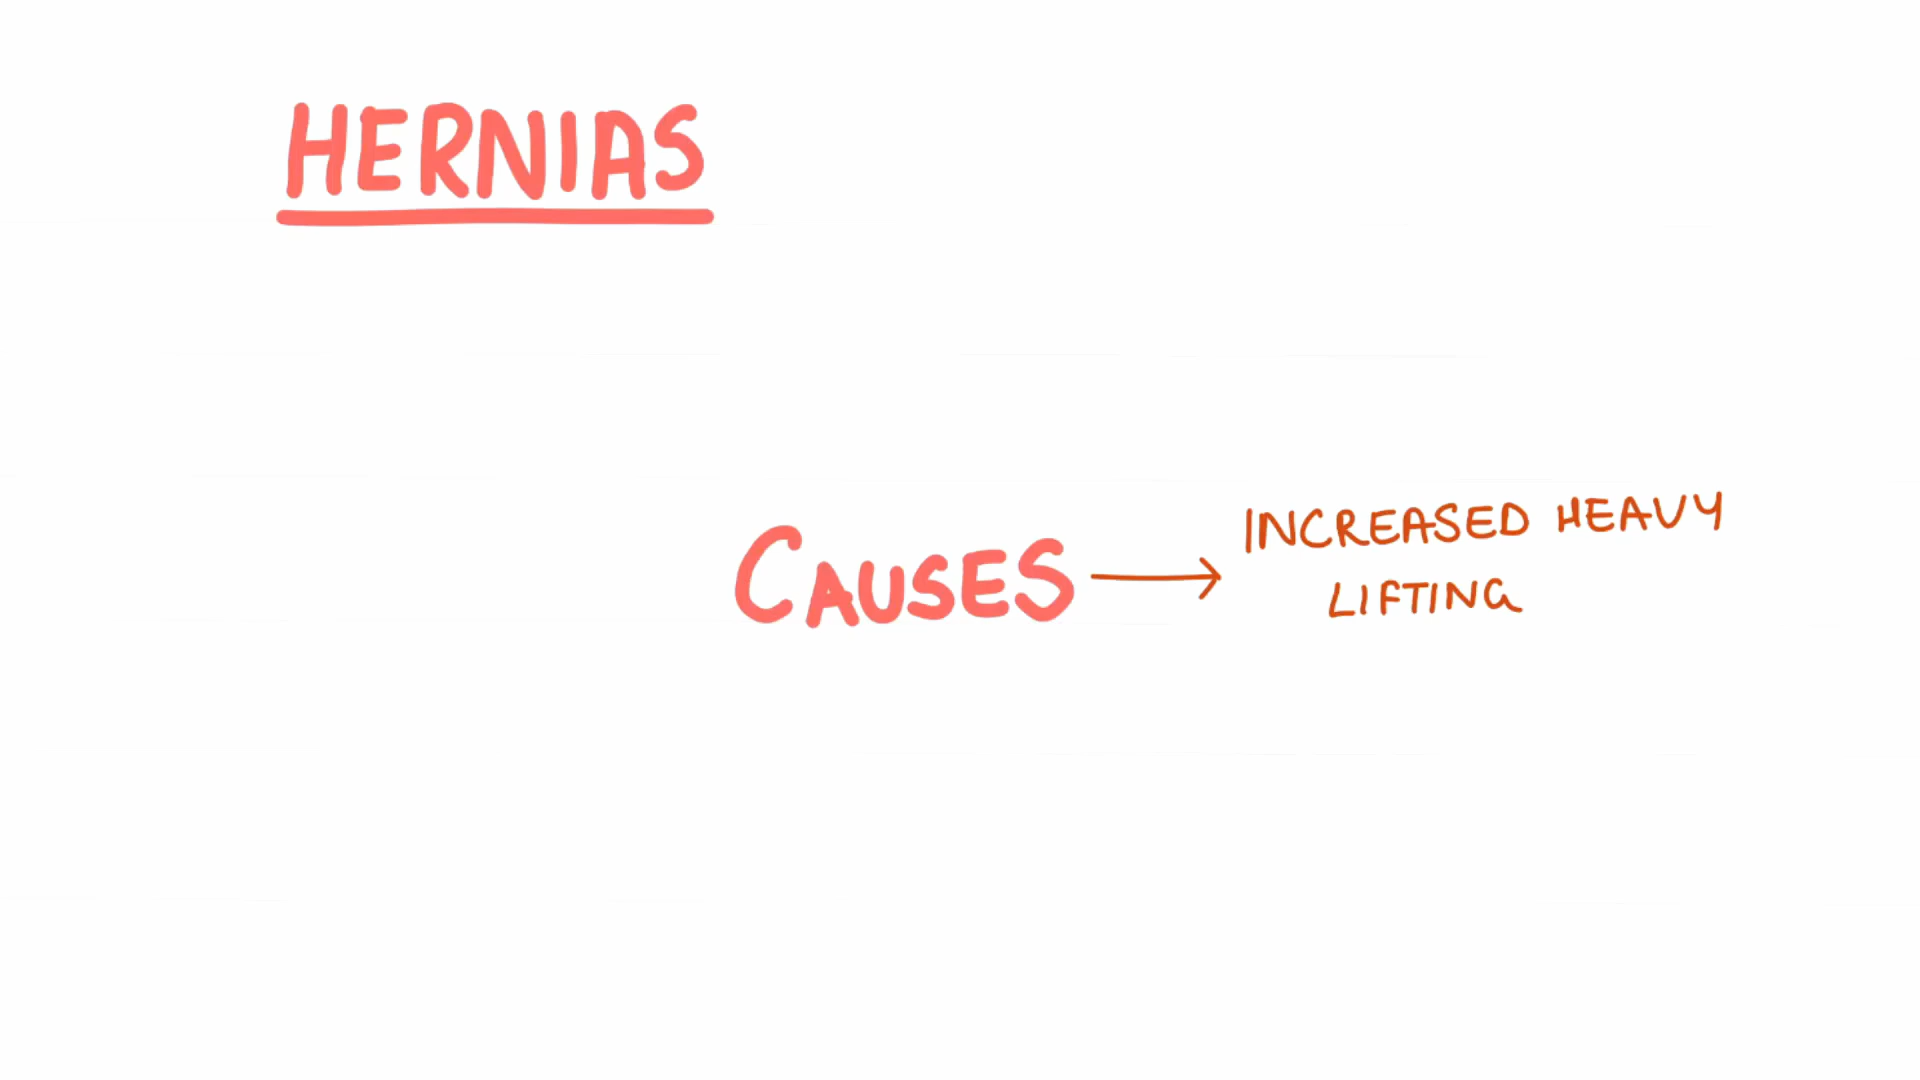 HERNIAS
CAUSES → INCREASED HEAVY
LIFTING